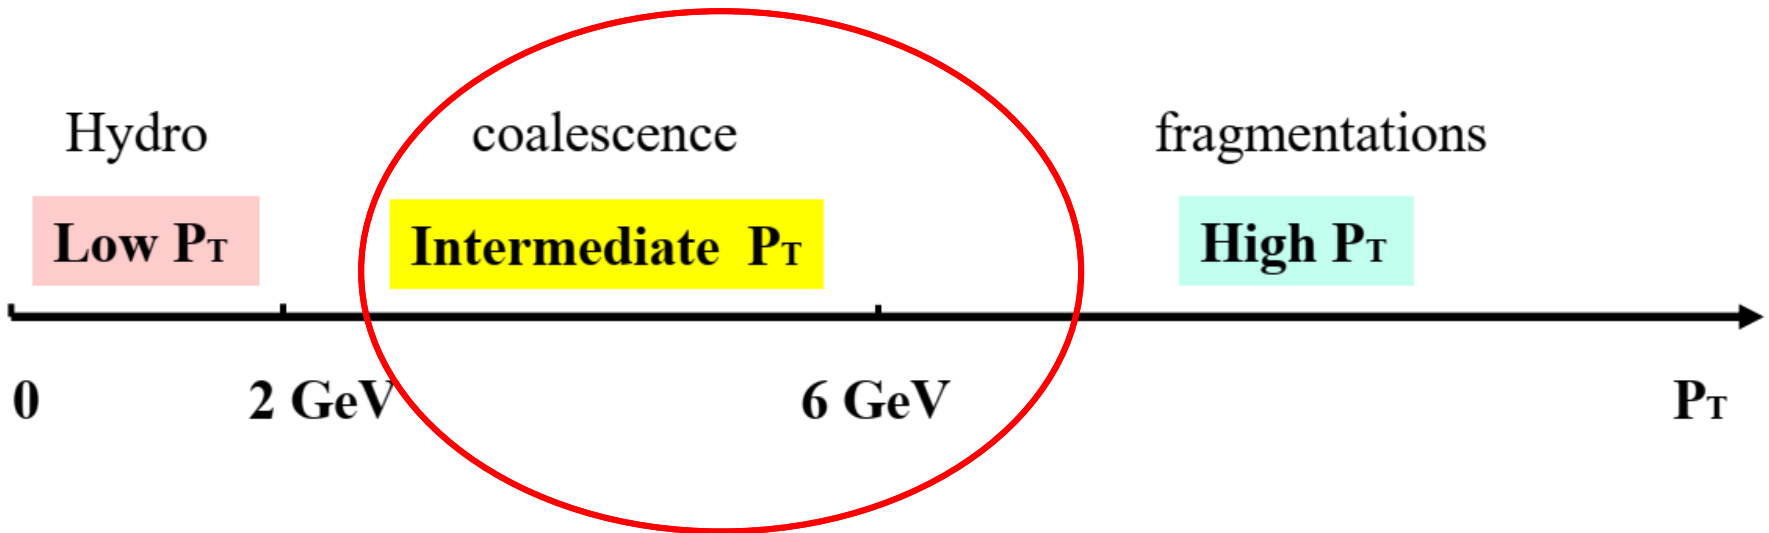 Hydro coalescence fragmentations
Low PT Intermediate PT High PT
0 2 GeV 6 GeV PT